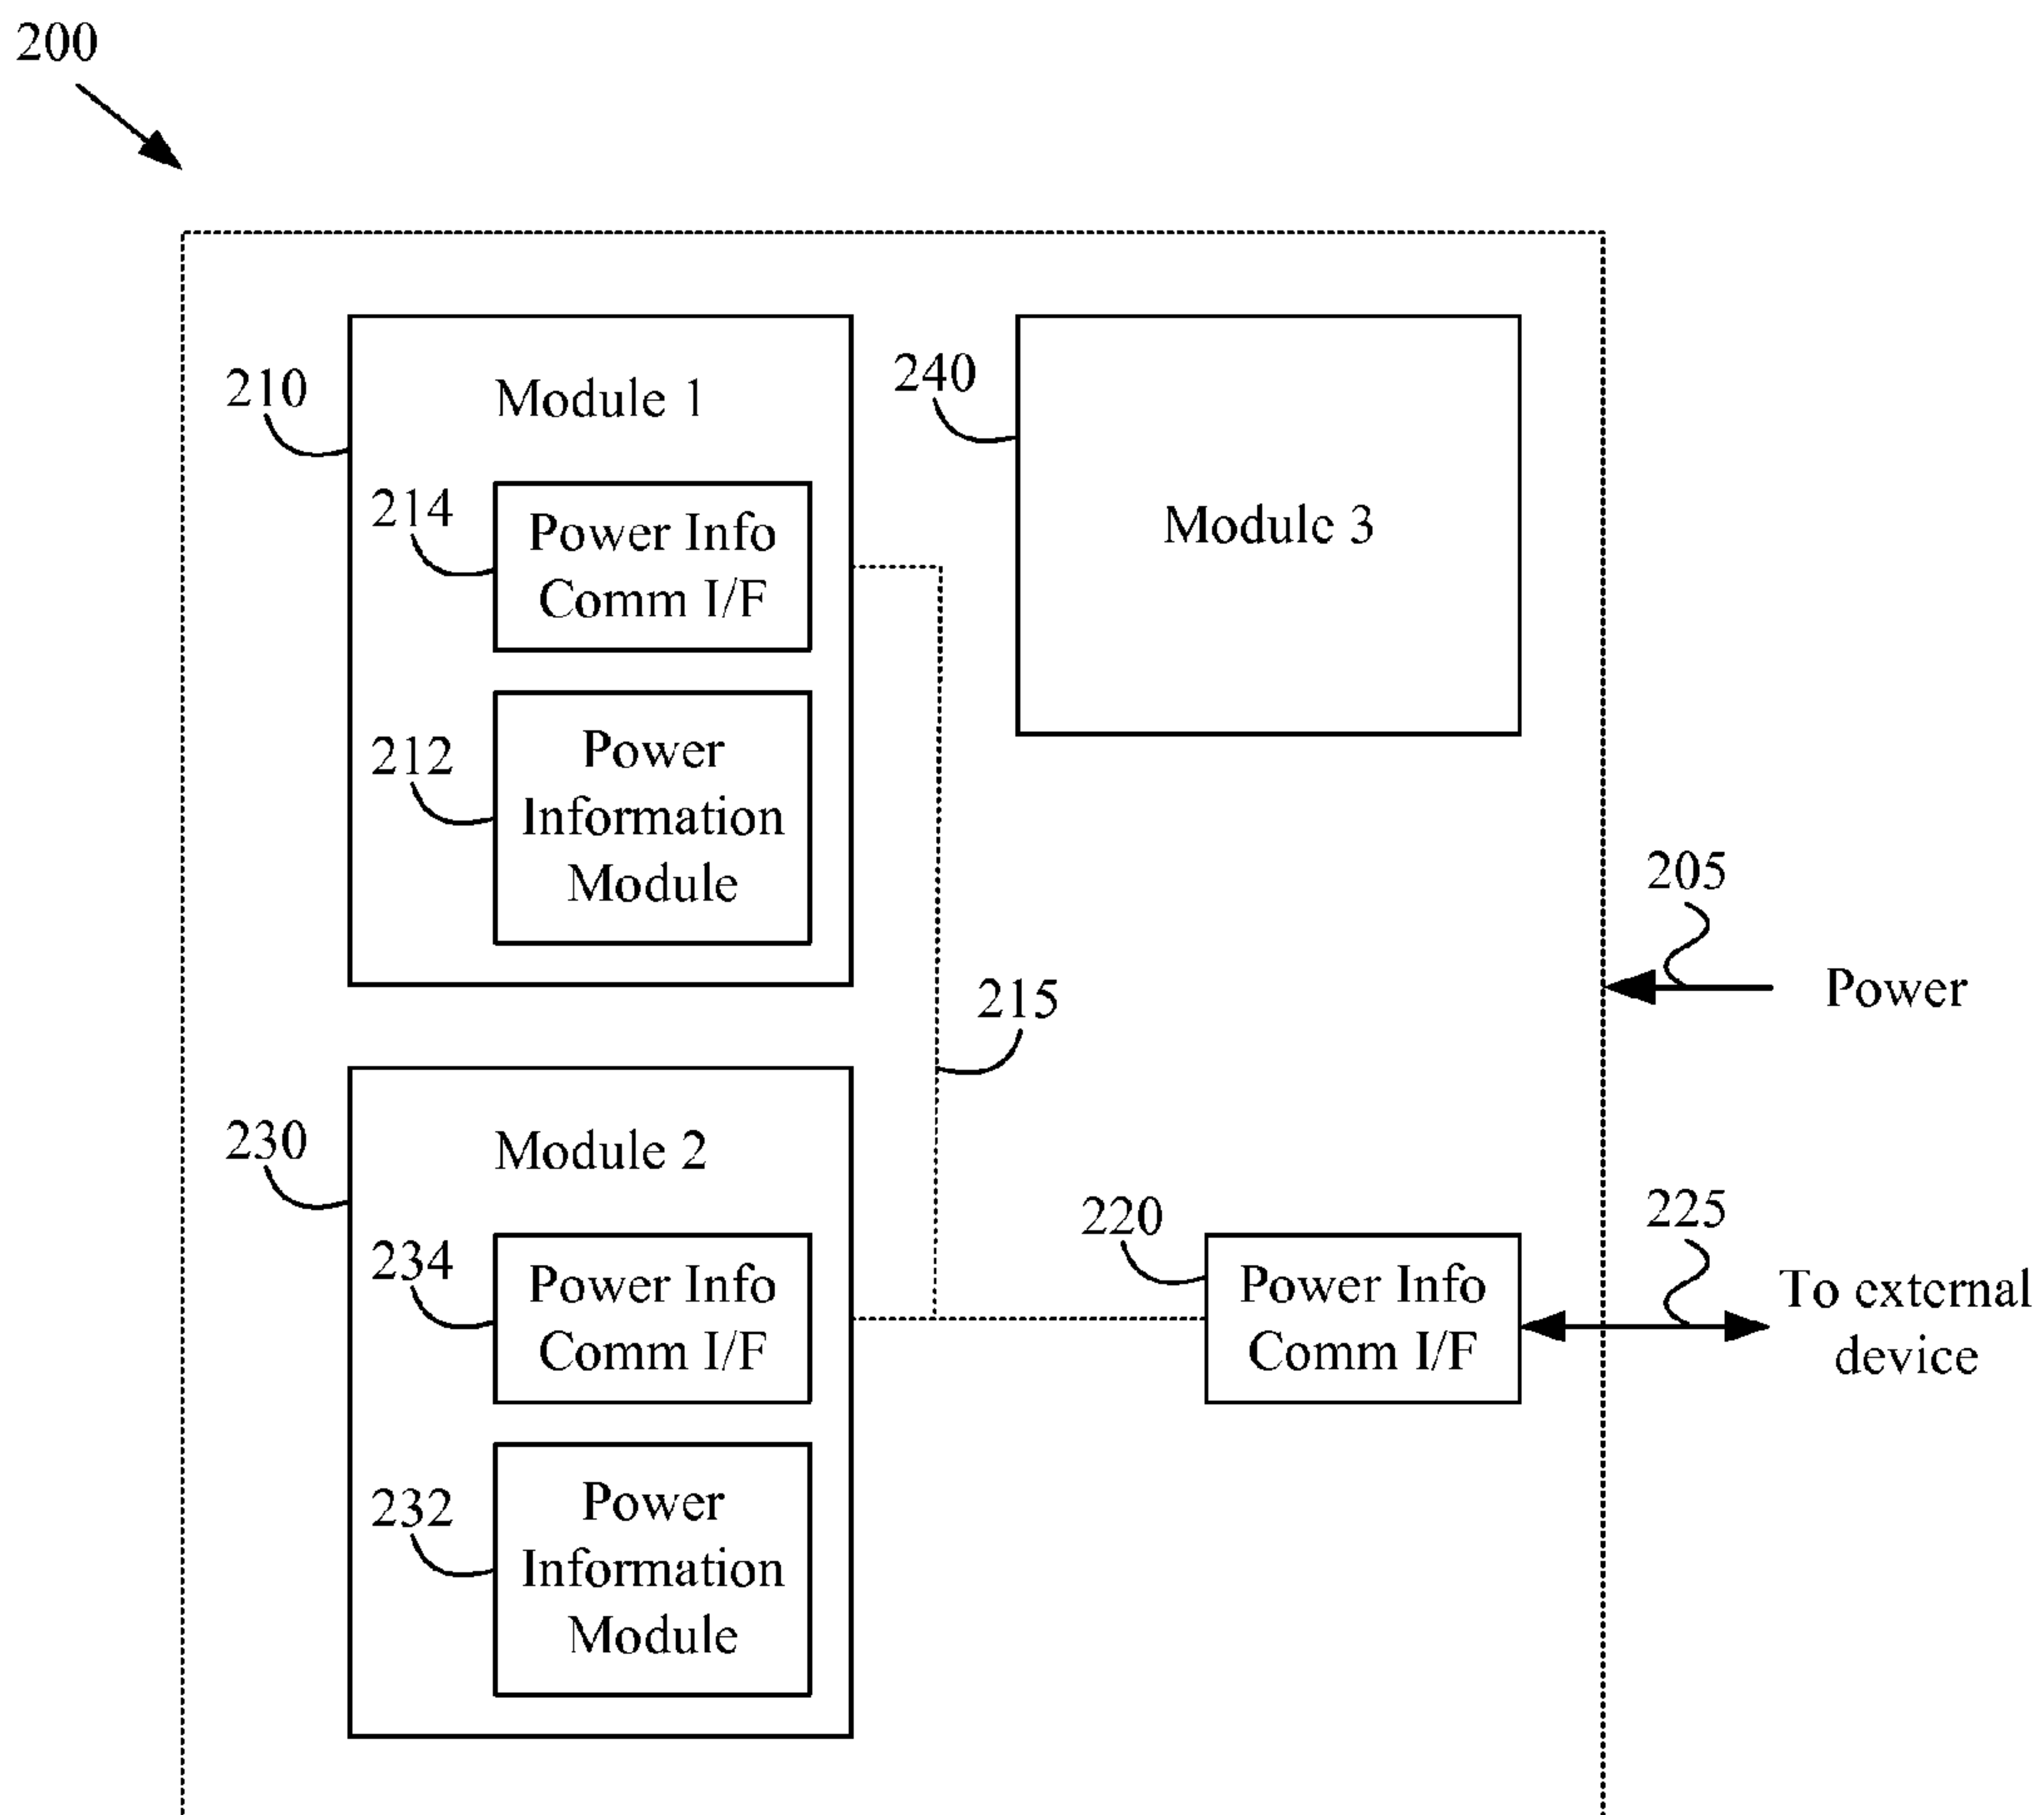 200
210
Module 1
240
Module 3
214
Power Info
Comm I/F
212
Power
Information
Module
205
Power
215
230
Module 2
220
225
234
Power Info
Comm I/F
Power Info
Comm I/F
To external
device
232
Power
Information
Module